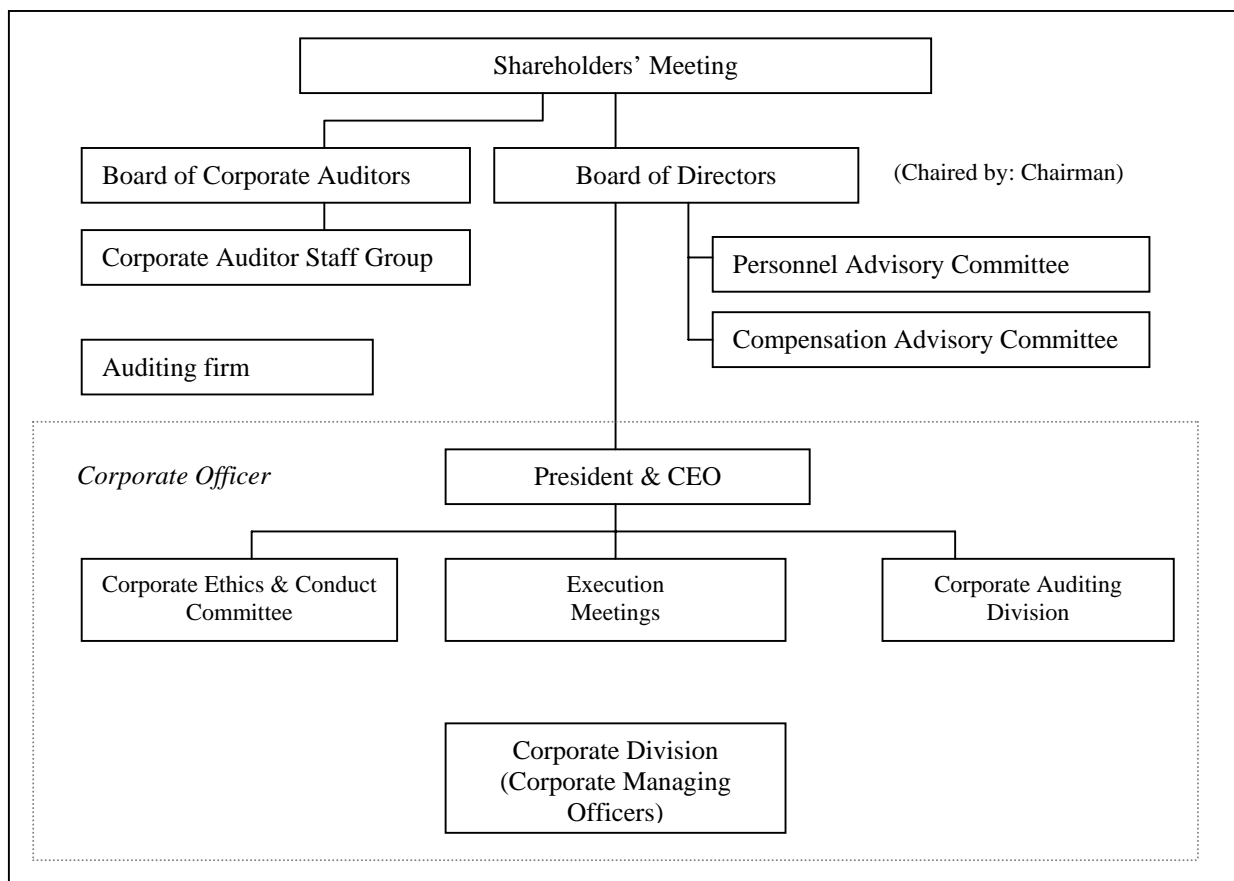 Shareholders’ Meeting
Board of Corporate Auditors
Board of Directors
(Chaired by: Chairman)
Corporate Auditor Staff Group
Personnel Advisory Committee
Compensation Advisory Committee
Auditing firm
Corporate Officer
President & CEO
Corporate Ethics & Conduct
Committee
Execution
Meetings
Corporate Auditing
Division
Corporate Division
(Corporate Managing
Officers)